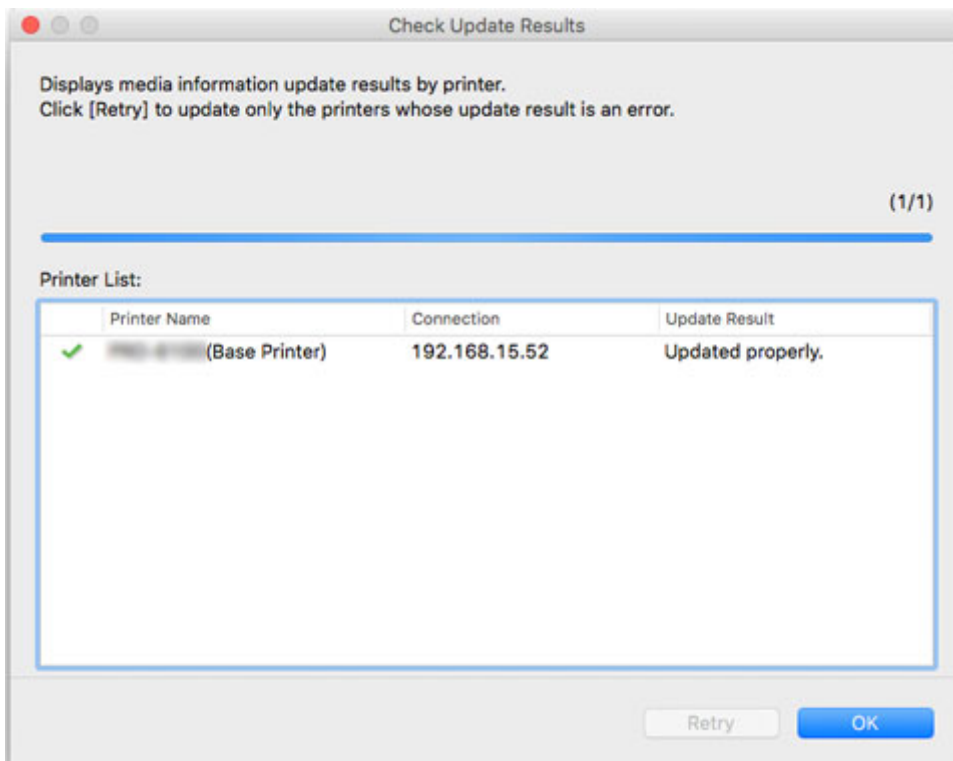 Check Update Results
Displays media information update results by printer.
Click [Retry] to update only the printers whose update result is an error.
(1/1)
Printer List:
Printer Name Connection Update Result
(Base Printer) 192.168.15.52 Updated properly.
Retry OK